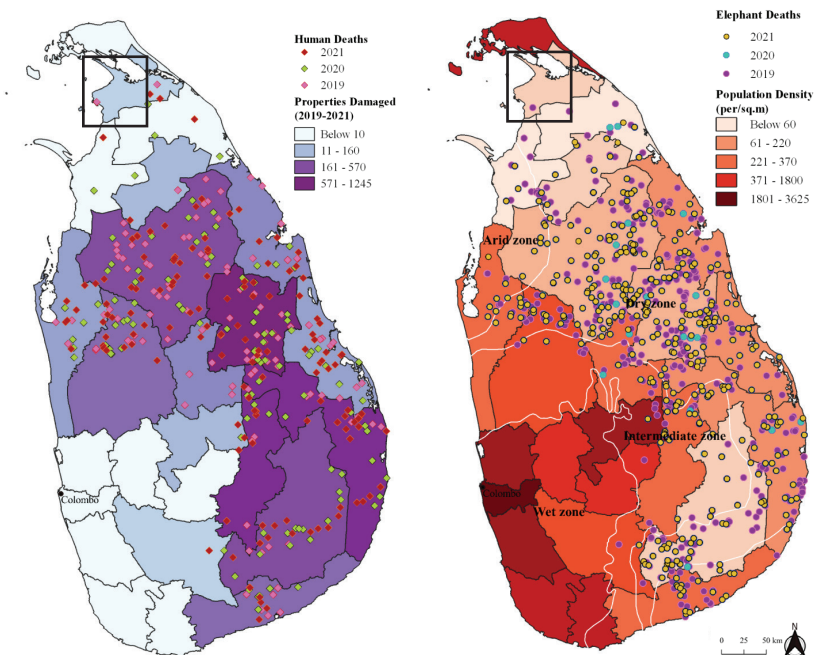 Human Deaths
2021
2020
2019
Properties Damaged
(2019-2021)
Below 10
11 - 160
161 - 570
571 - 1245
Colombo
Elephant Deaths
2021
2020
2019
Population Density
(per/sq.m)
Below 60
61 - 220
221 - 370
371 - 1800
1801 - 3625
Arid zone
Dry zone
Intermediate zone
Colombo
Wet zone
N
0 25 50 km